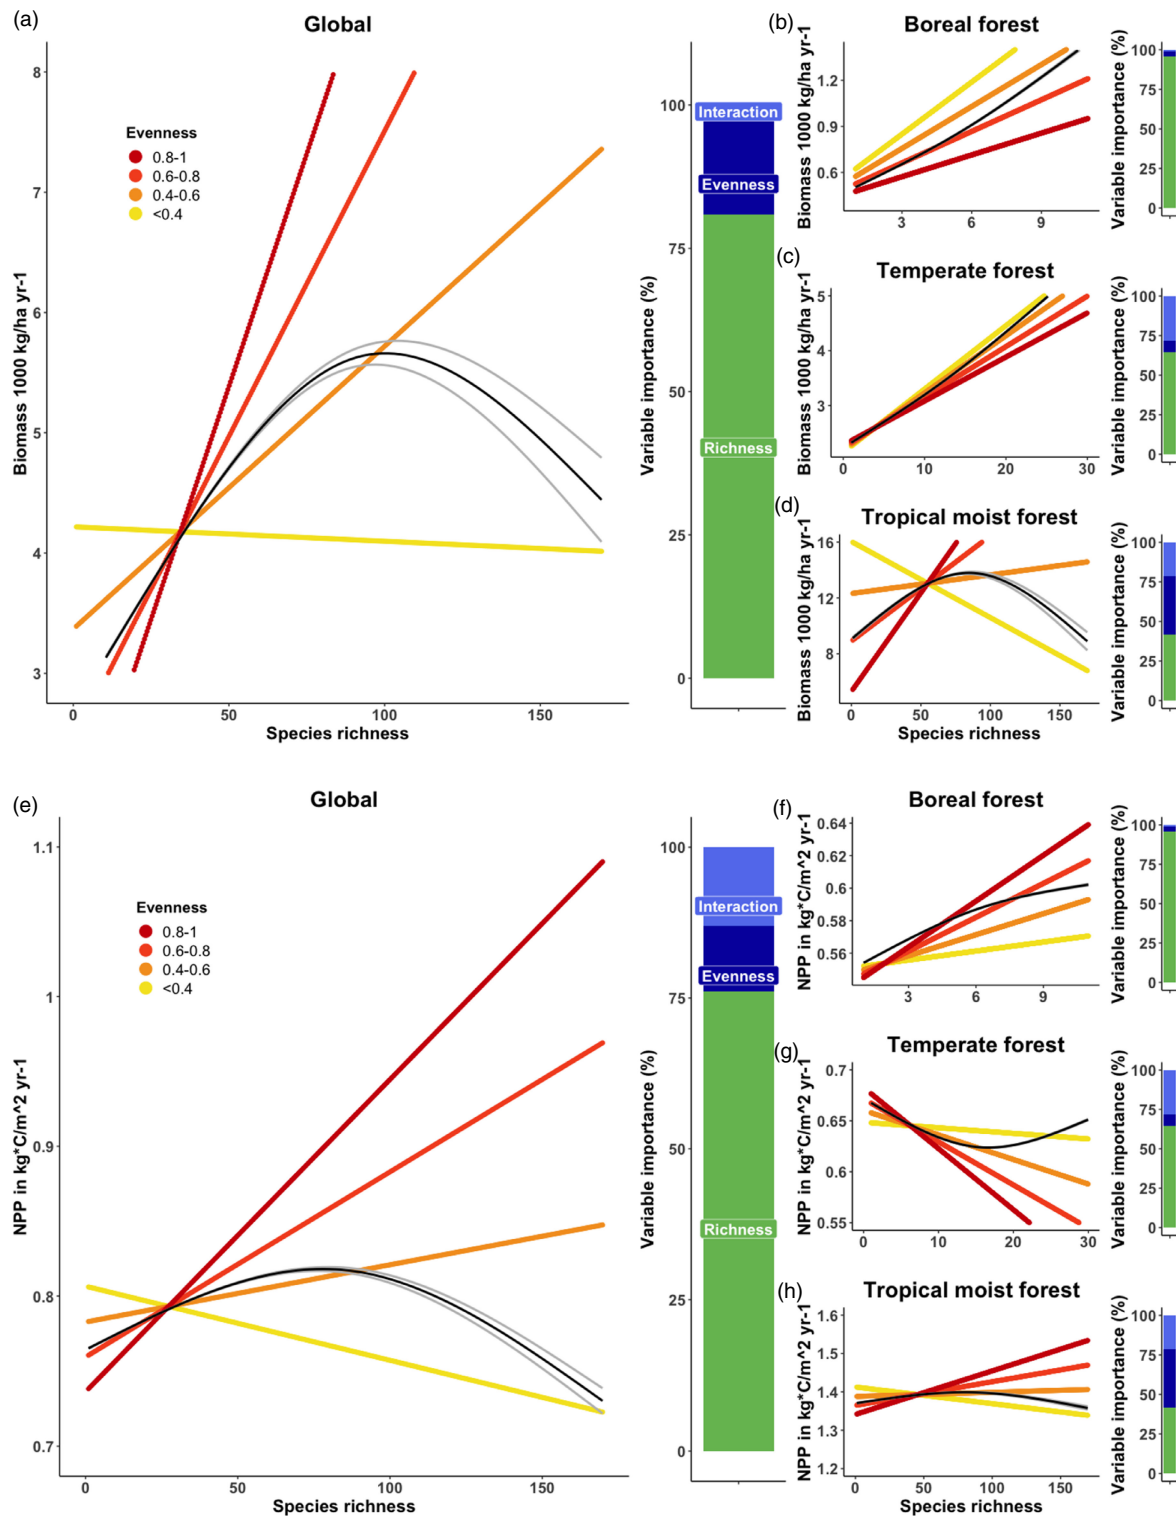 (a)
Global
Biomass 1000 kg/ha yr-1
8
7
6
5
4
3
Evenness
0.8-1
0.6-0.8
0.4-0.6
<0.4
0
50
100
150
Species richness
Variable importance (%)
100
75
50
25
0
Interaction
Evenness
Richness
(b)
Boreal forest
Biomass 1000 kg/ha yr-1
1.2
0.9
0.6
3
6
9
Variable importance (%)
100
75
50
25
0
(c)
Temperate forest
Biomass 1000 kg/ha yr-1
5
4
3
0
10
20
30
Variable importance (%)
100
75
50
25
0
(d)
Tropical moist forest
Biomass 1000 kg/ha yr-1
16
12
8
0
50
100
150
Species richness
Variable importance (%)
100
75
50
25
0
(e)
Global
NPP in kg*C/m^2 yr-1
1.1
1
0.9
0.8
0.7
Evenness
0.8-1
0.6-0.8
0.4-0.6
<0.4
0
50
100
150
Species richness
Variable importance (%)
100
75
50
25
0
Interaction
Evenness
Richness
(f)
Boreal forest
NPP in kg*C/m^2 yr-1
0.64
0.62
0.6
0.58
0.56
3
6
9
Variable importance (%)
100
75
50
25
0
(g)
Temperate forest
NPP in kg*C/m^2 yr-1
0.7
0.65
0.6
0.55
0
10
20
30
Variable importance (%)
100
75
50
25
0
(h)
Tropical moist forest
NPP in kg*C/m^2 yr-1
1.6
1.5
1.4
1.3
1.2
0
50
100
150
Species richness
Variable importance (%)
100
75
50
25
0